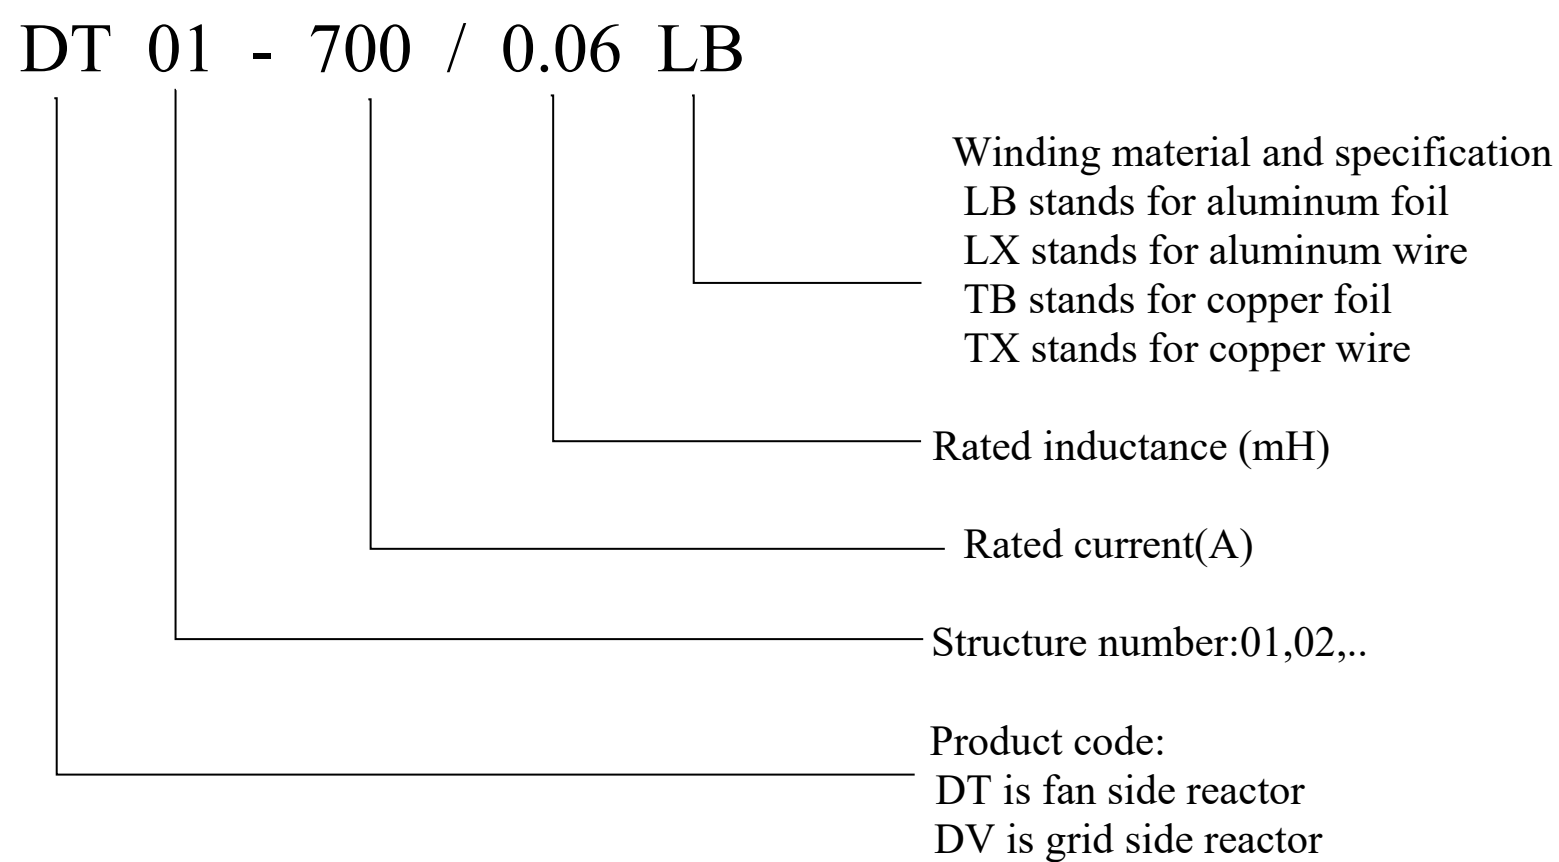 DT 01 - 700 / 0.06 LB
Winding material and specification
LB stands for aluminum foil
LX stands for aluminum wire
TB stands for copper foil
TX stands for copper wire
Rated inductance (mH)
Rated current(A)
Structure number:01,02,..
Product code:
DT is fan side reactor
DV is grid side reactor